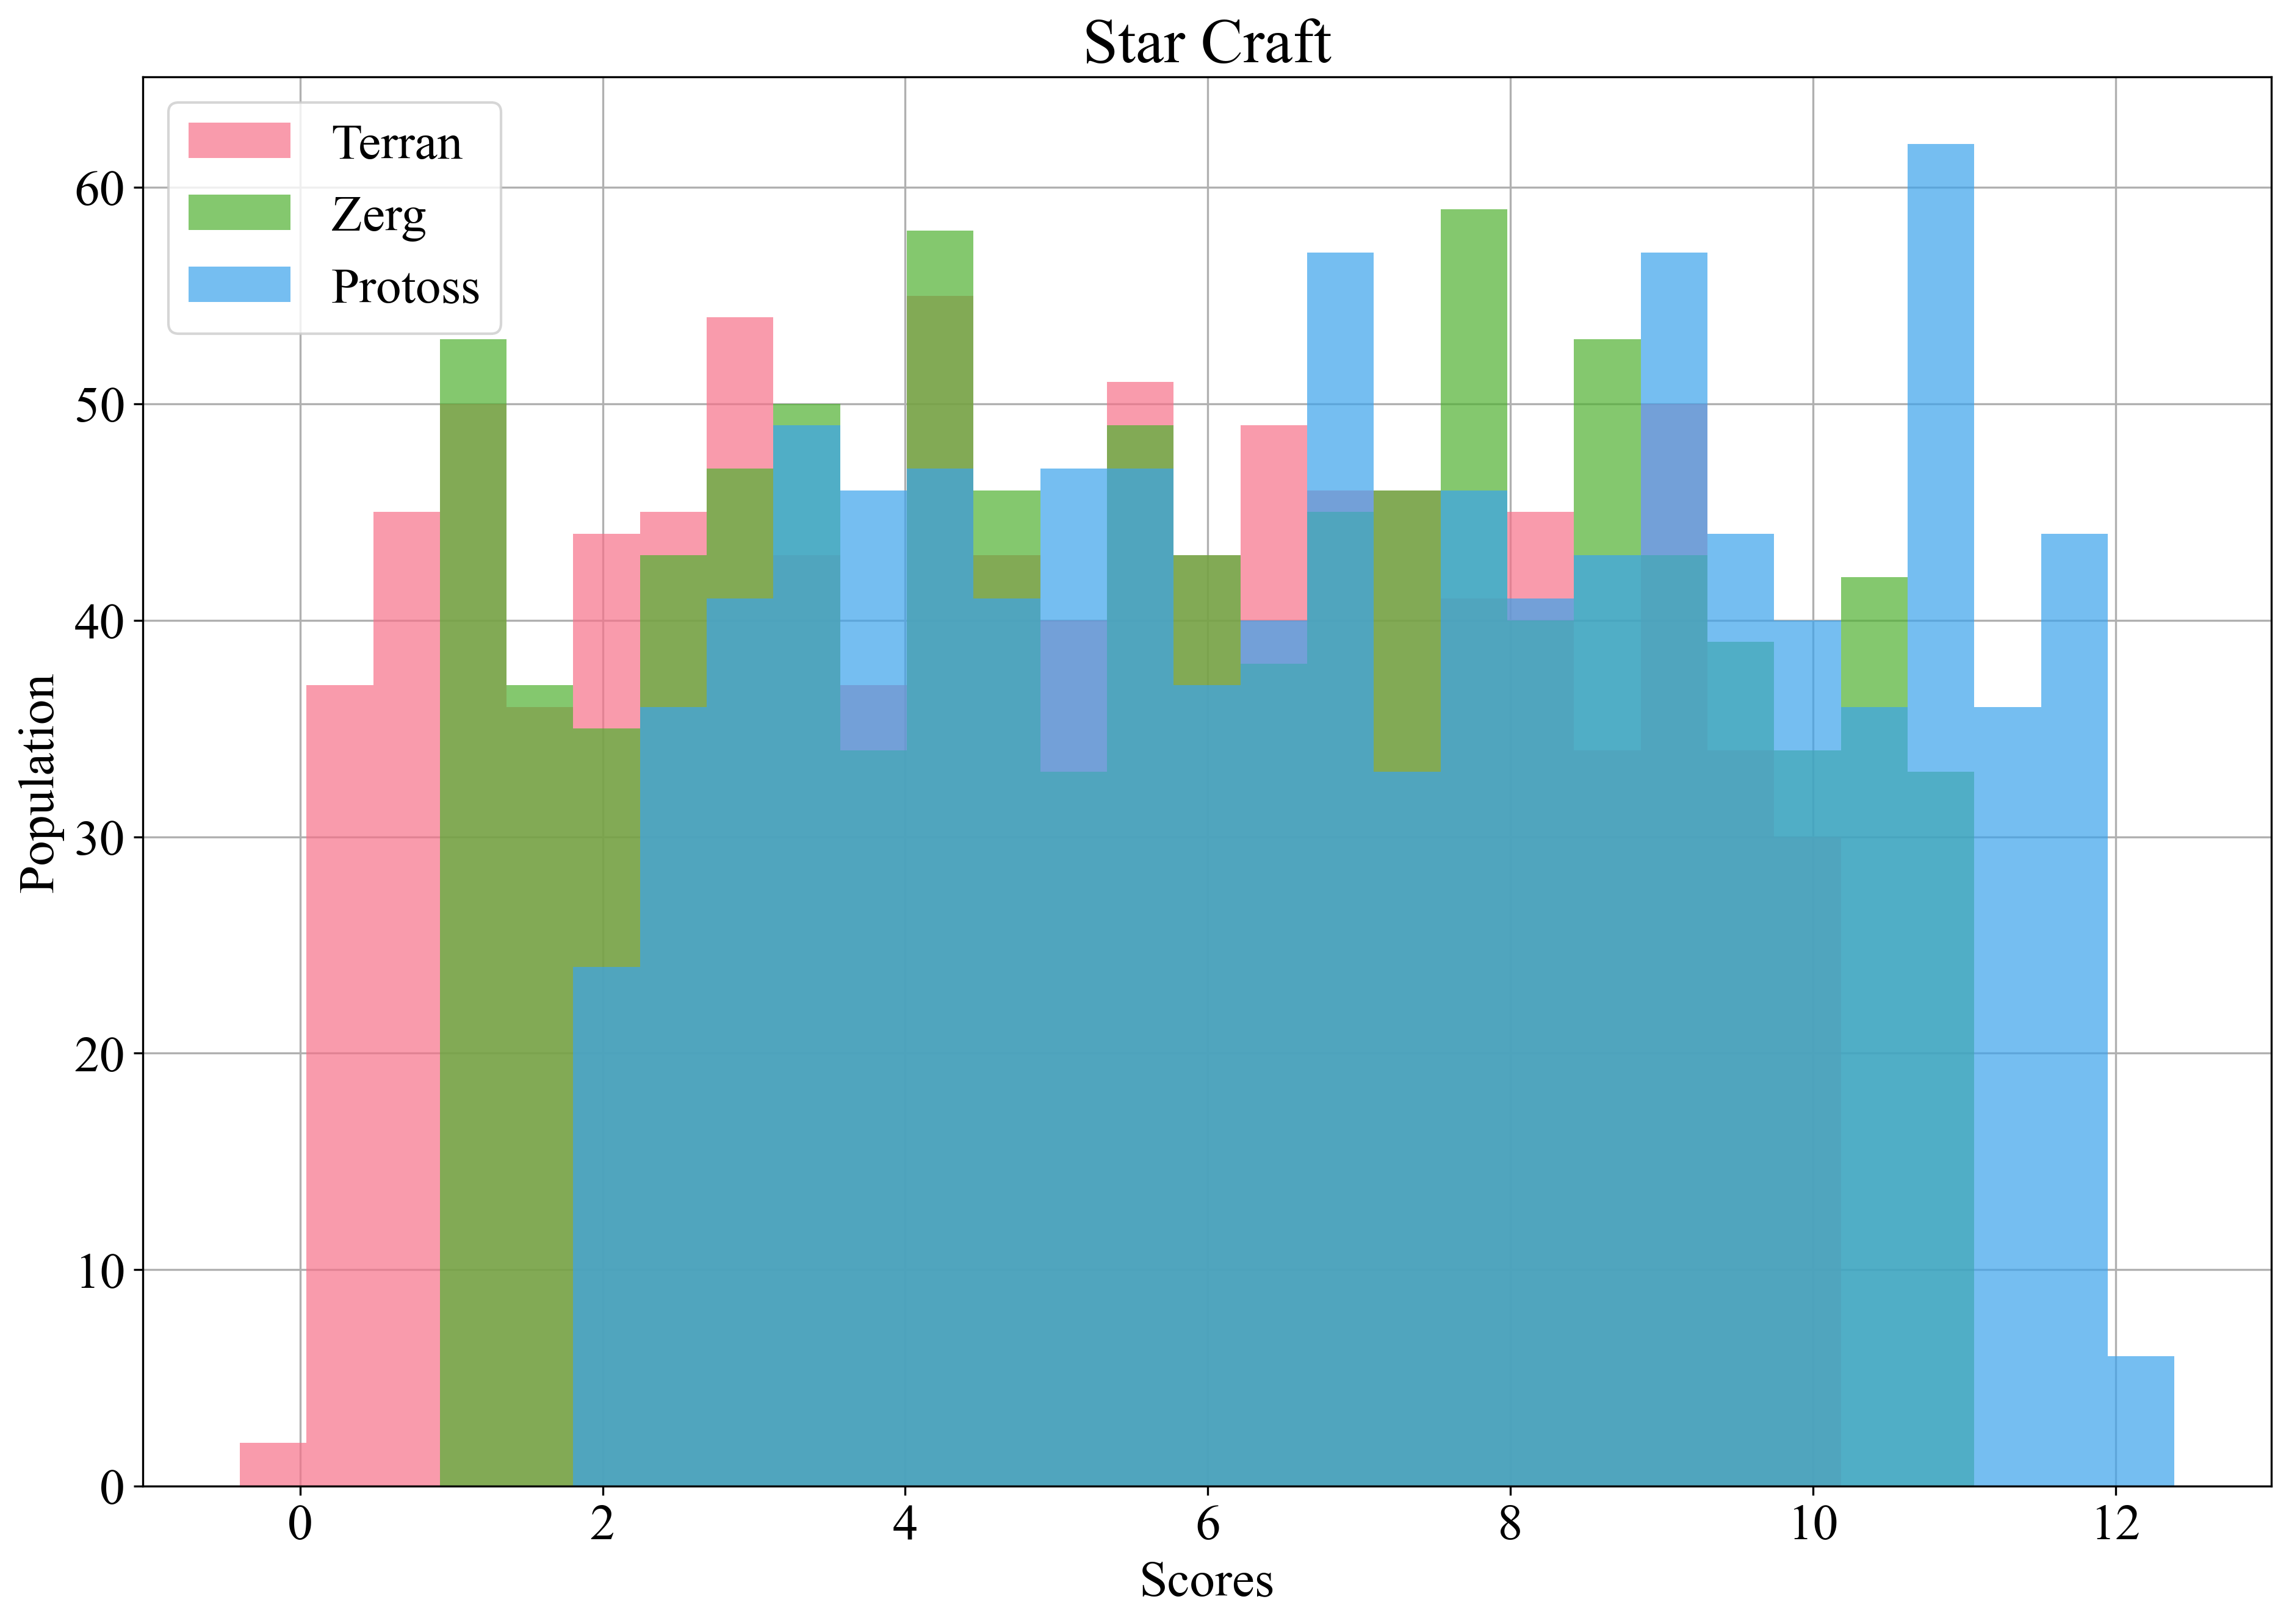 Star Craft
Terran
Zerg
Protoss
60
50
40
30
20
10
0
Population
0 2 4 6 8 10 12
Scores